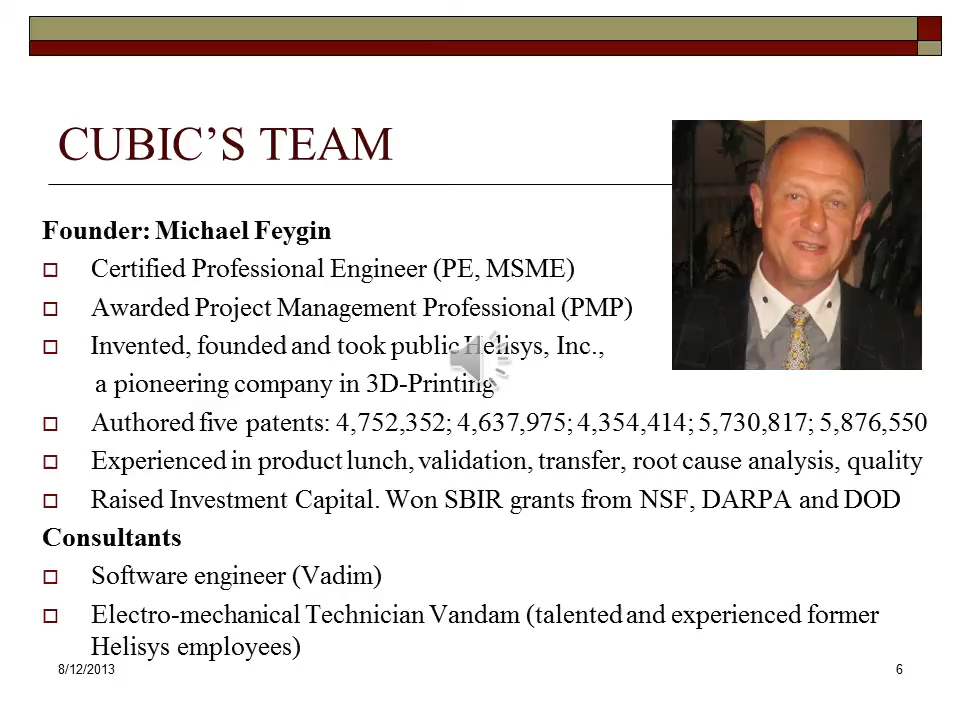 CUBIC’S TEAM
Founder: Michael Feygin
Certified Professional Engineer (PE, MSME)
Awarded Project Management Professional (PMP)
Invented, founded and took public Helisys, Inc.,
a pioneering company in 3D-Printing
Authored five patents: 4,752,352; 4,637,975; 4,354,414; 5,730,817; 5,876,550
Experienced in product lunch, validation, transfer, root cause analysis, quality
Raised Investment Capital. Won SBIR grants from NSF, DARPA and DOD
Consultants
Software engineer (Vadim)
Electro-mechanical Technician Vandam (talented and experienced former
Helisys employees)
8/12/2013
6